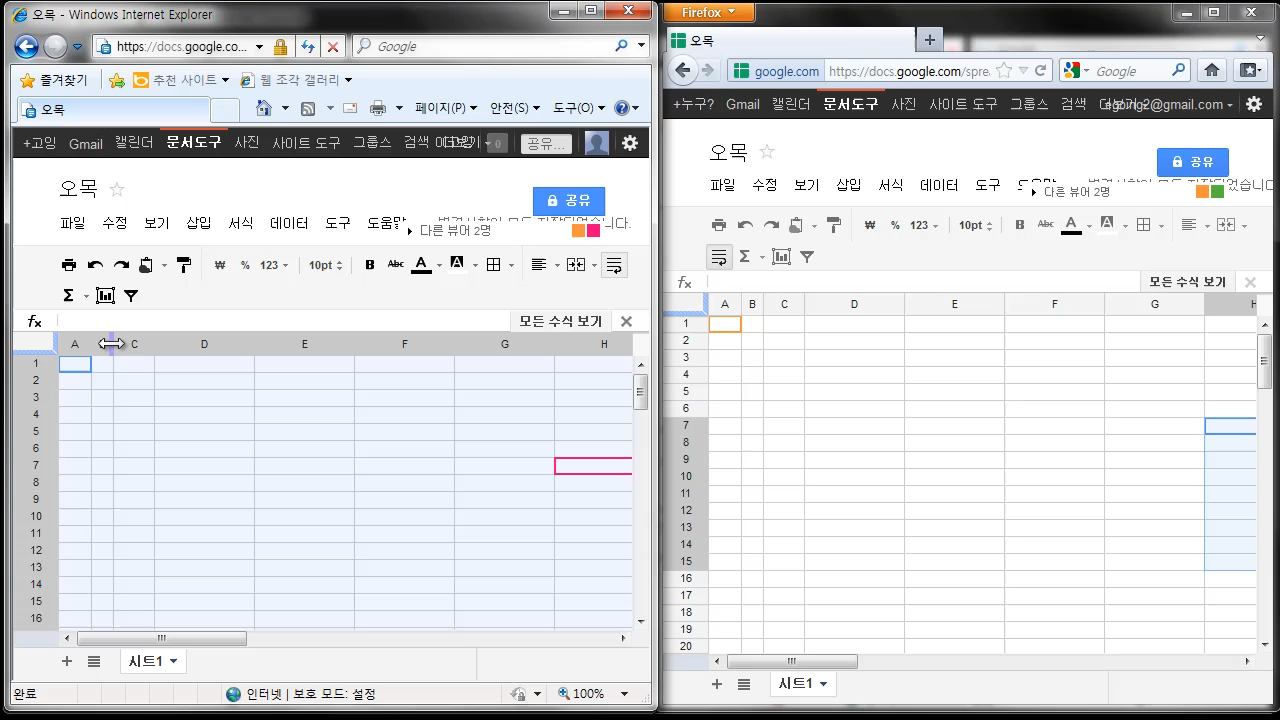 오목 - Windows Internet Explorer
https://docs.google.co...
Google
즐겨찾기
추천 사이트
웹 조각 갤러리
오목
페이지(P)
안전(S)
도구(O)
+고잉 Gmail 캘린더 문서도구 사진 사이트 도구 그룹스 검색
0
공유...
오목
공유
파일 수정 보기 삽입 서식 데이터 도구 도움말
다른 뷰어 2명
₩ % 123 10pt B Abc A A
Σ
fx
모든 수식 보기
A C D E F G H
1
2
3
4
5
6
7
8
9
10
11
12
13
14
15
16
시트1
완료
인터넷 | 보호 모드: 설정
100%
Firefox
오목
google.com
https://docs.google.com/spre
Google
+누구? Gmail 캘린더 문서도구 사진 사이트 도구 그룹스 검색
오목
공유
파일 수정 보기 삽입 서식 데이터 도구
다른 뷰어 2명
₩ % 123 10pt B Abc A A
Σ
fx
모든 수식 보기
A B C D E F G H
1
2
3
4
5
6
7
8
9
10
11
12
13
14
15
16
17
18
19
20
시트1